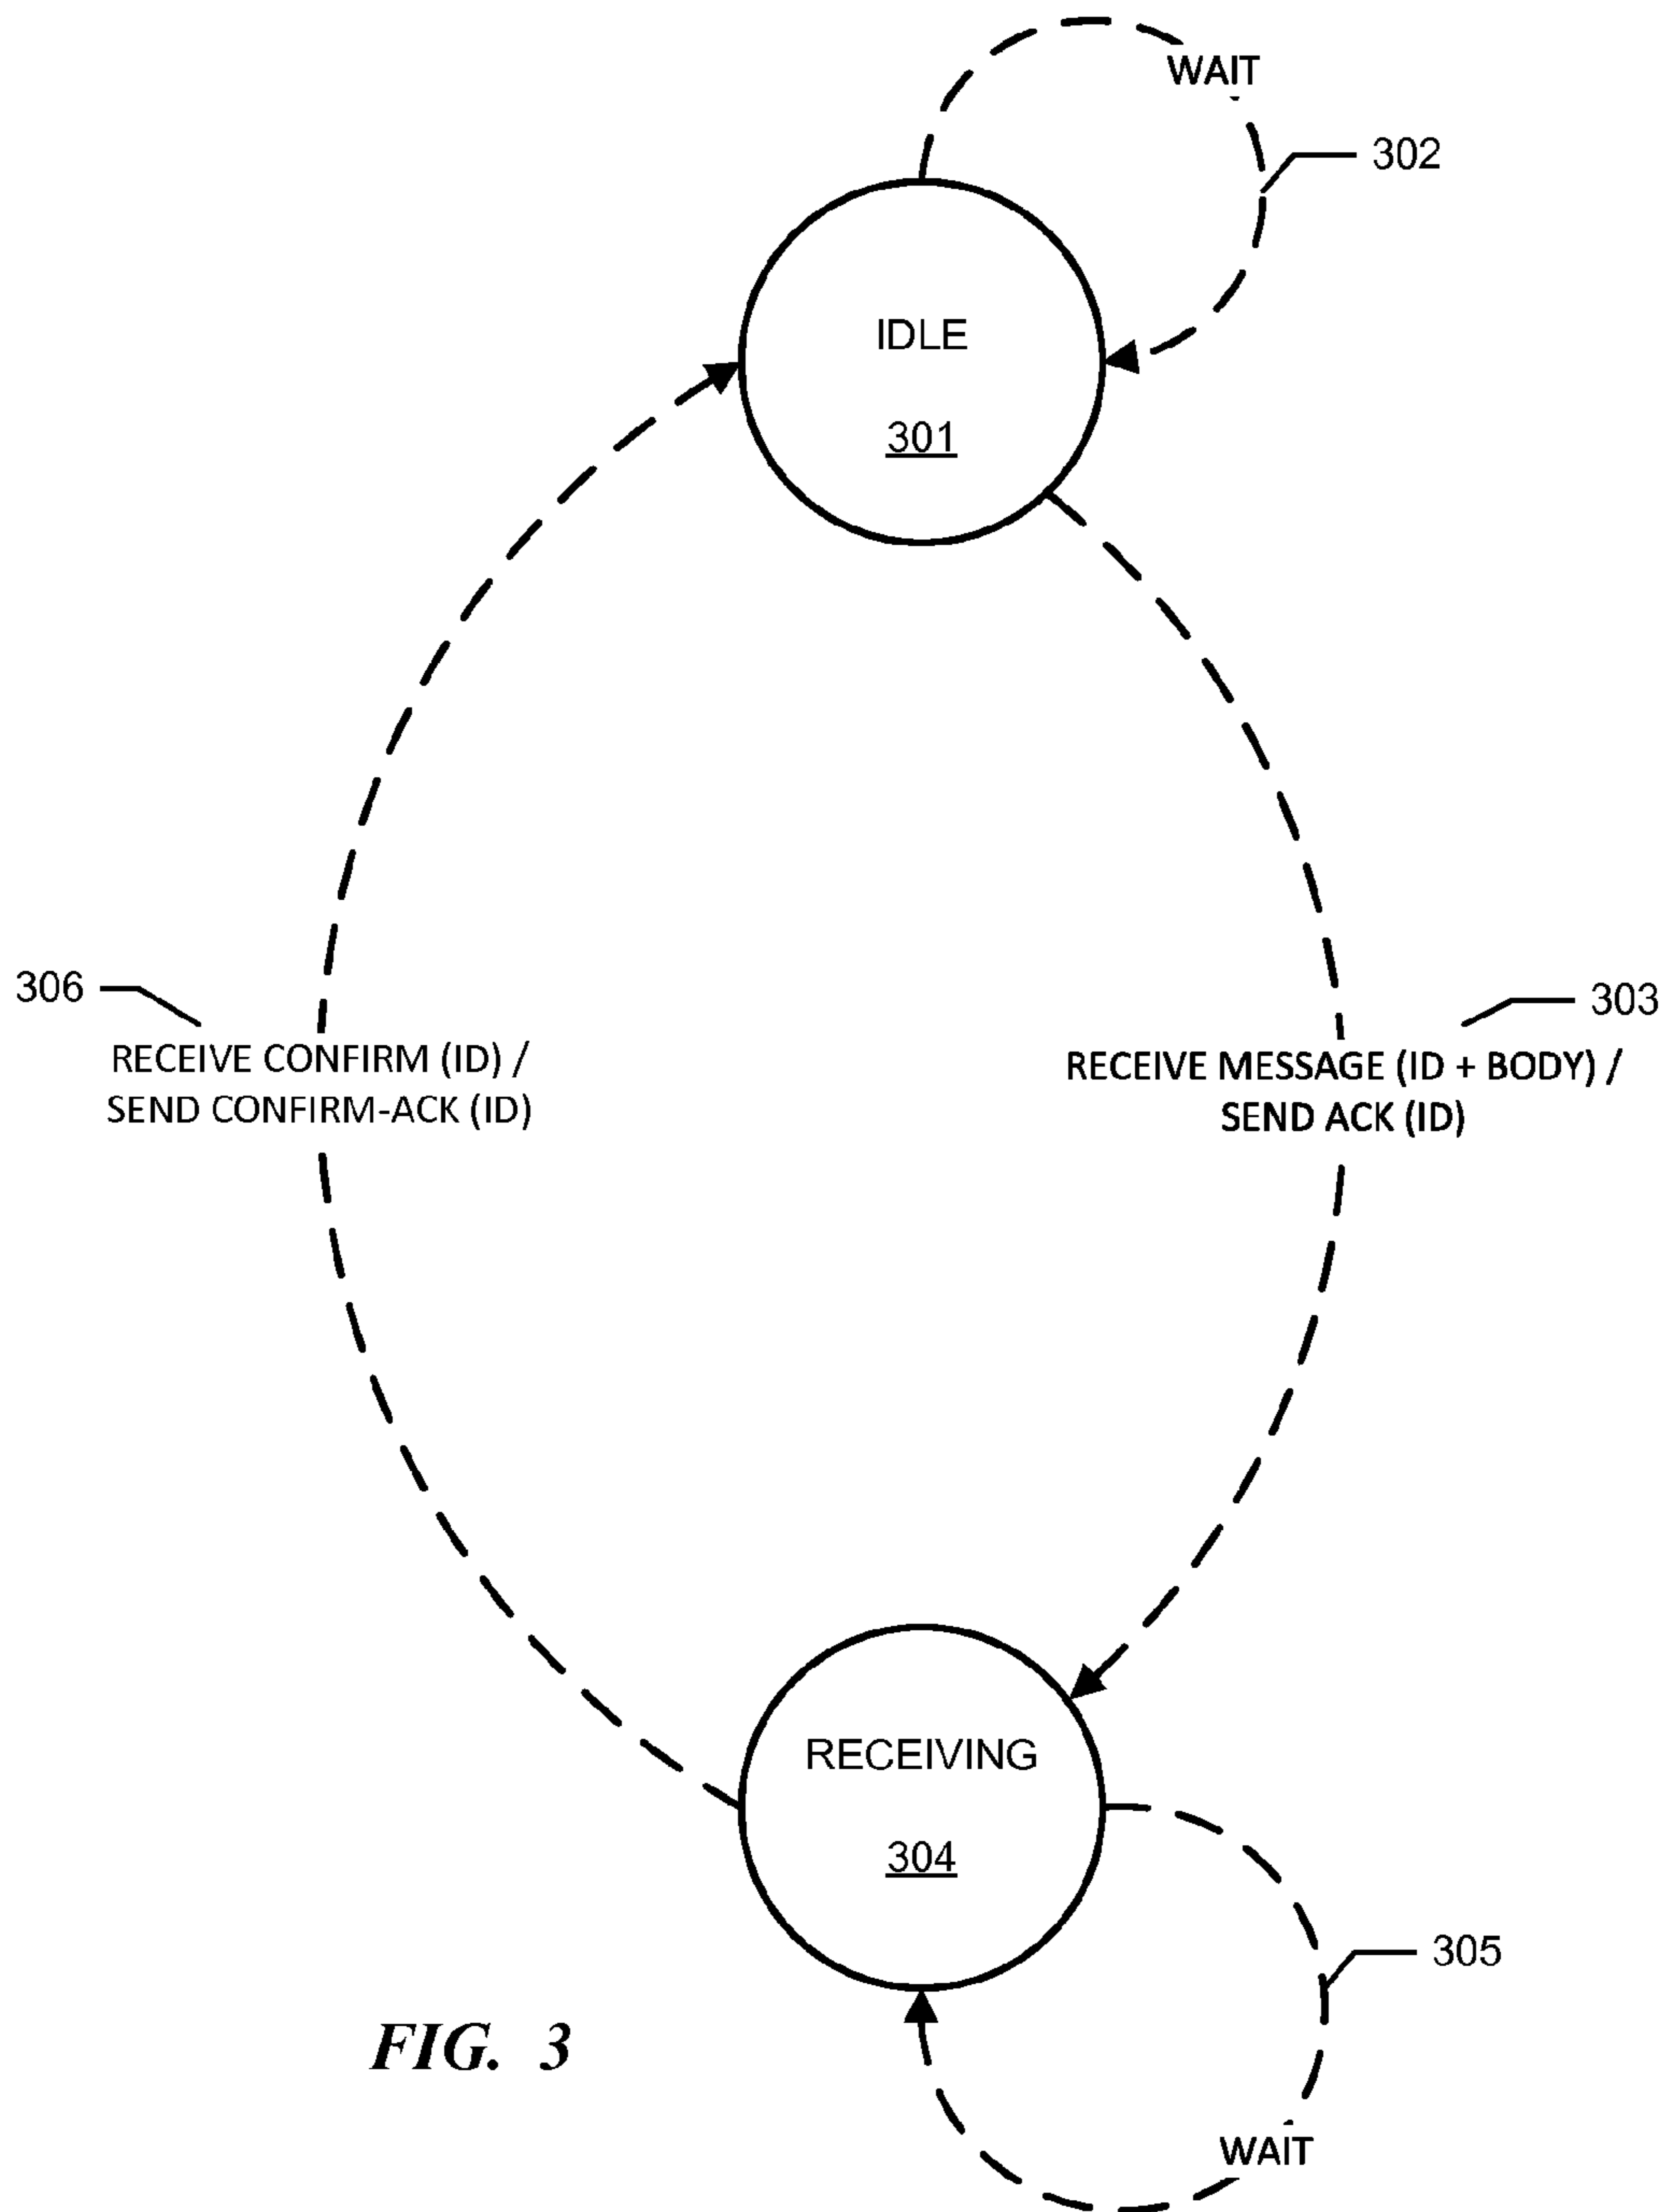 WAIT
302
IDLE
301
306
303
RECEIVE CONFIRM (ID) /
SEND CONFIRM-ACK (ID)
RECEIVE MESSAGE (ID + BODY) /
SEND ACK (ID)
RECEIVING
304
305
FIG. 3
WAIT